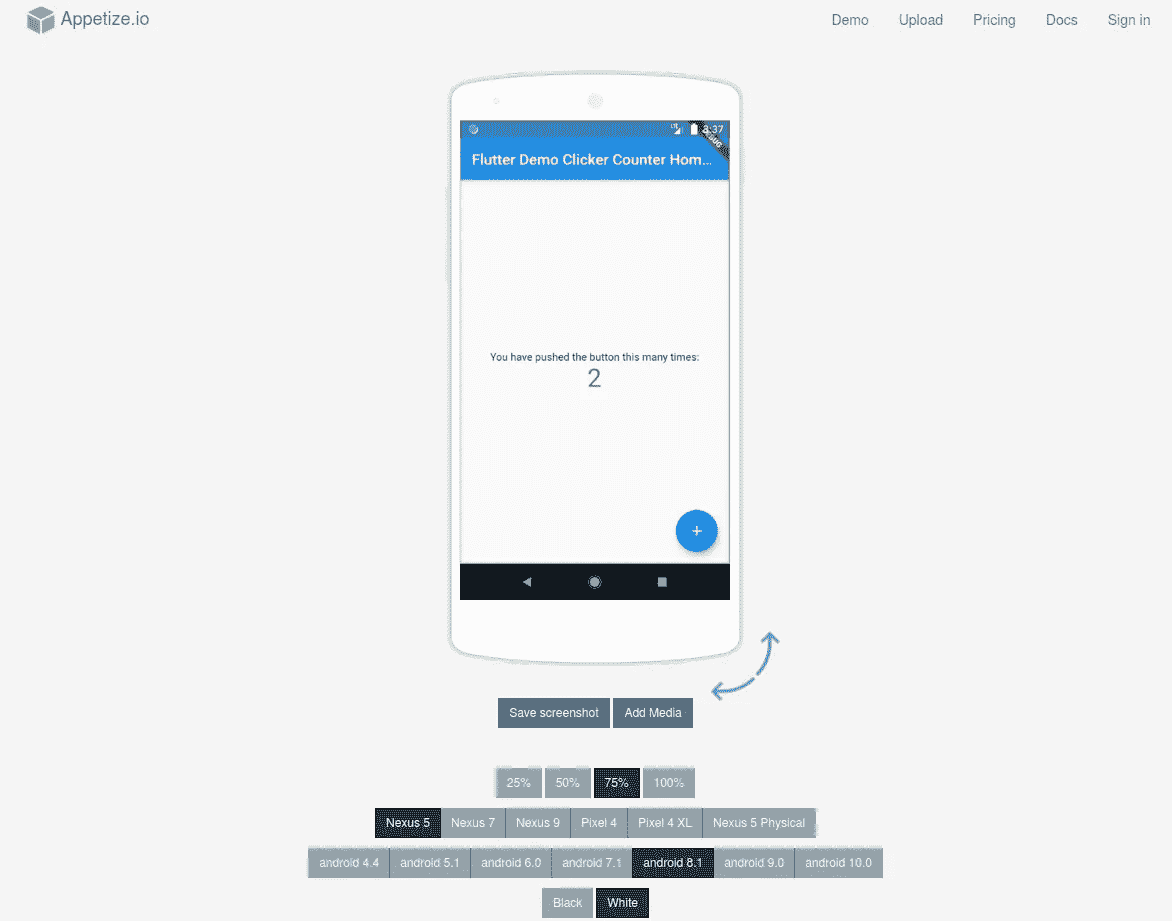 Appetize.io Demo Upload Pricing Docs Sign in
3:37
Flutter Demo Clicker Counter Hom...
You have pushed the button this many times:
2
+
Save screenshot Add Media
25% 50% 75% 100%
Nexus 5 Nexus 7 Nexus 9 Pixel 4 Pixel 4 XL Nexus 5 Physical
android 4.4 android 5.1 android 6.0 android 7.1 android 8.1 android 9.0 android 10.0
Black White